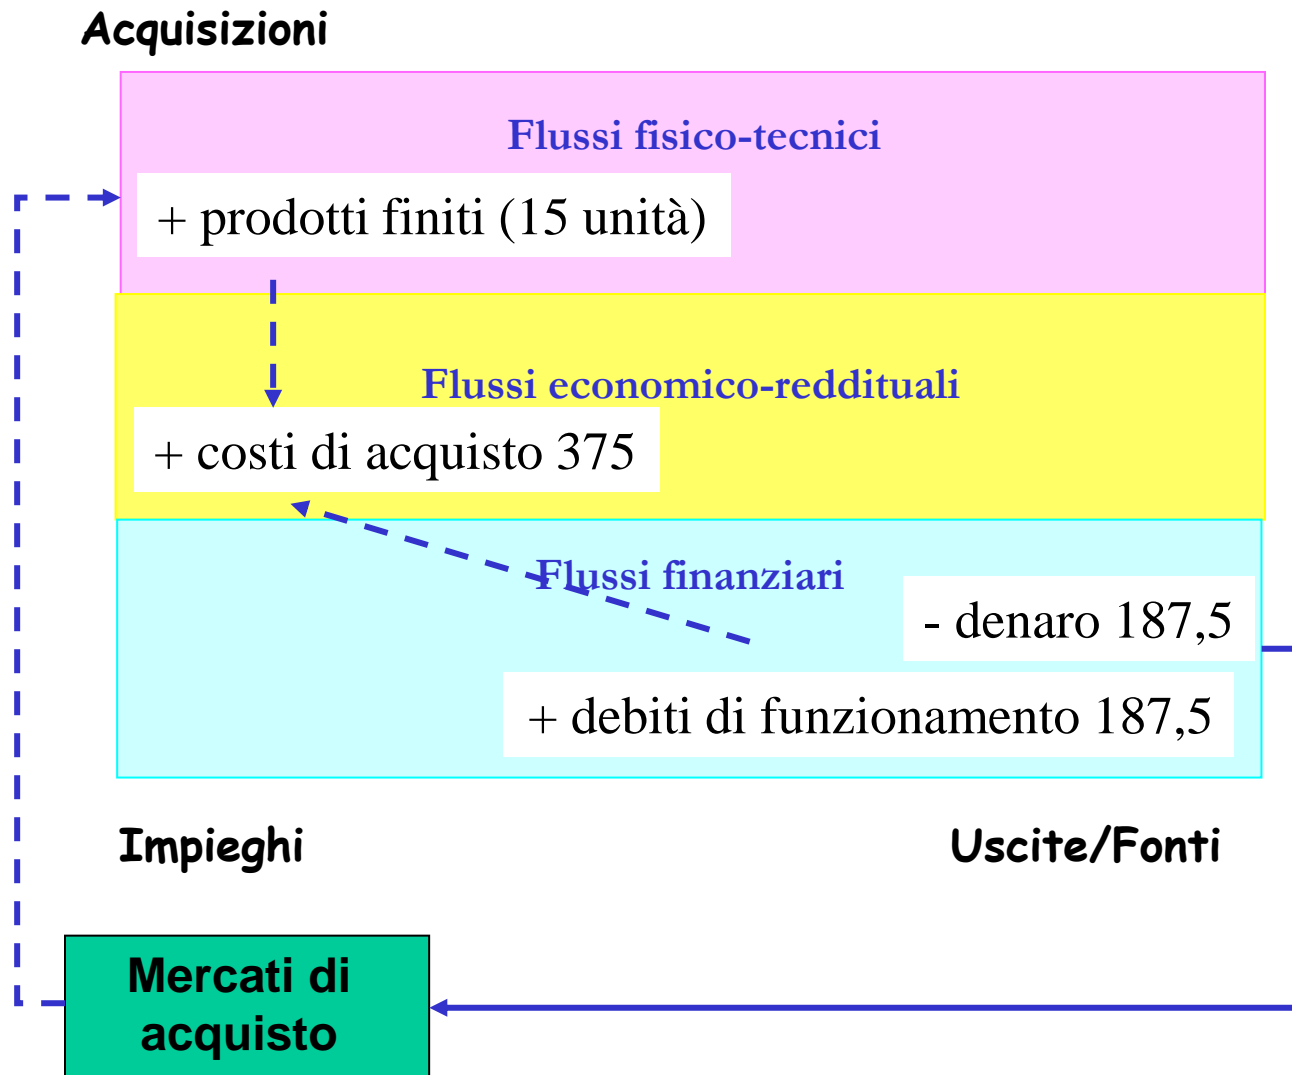 Acquisizioni
Flussi fisico-tecnici
+ prodotti finiti (15 unità)
Flussi economico-reddituali
+ costi di acquisto 375
Flussi finanziari
- denaro 187,5
+ debiti di funzionamento 187,5
Impieghi
Uscite/Fonti
Mercati di
acquisto